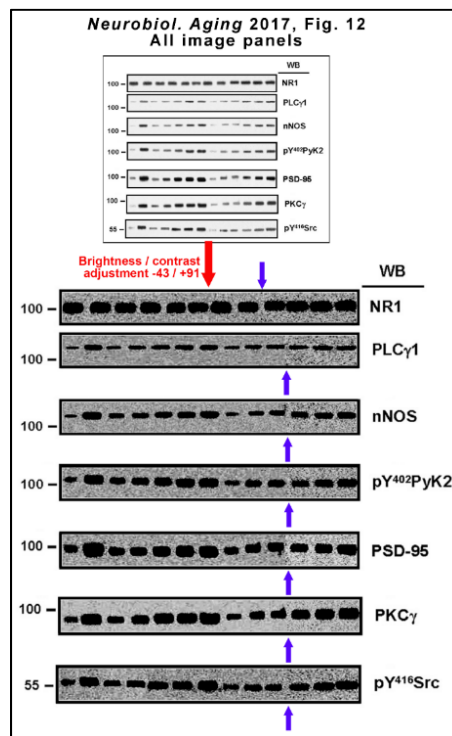 Neurobiol. Aging 2017, Fig. 12
All image panels
WB
100 NR1
100 PLCγ1
100 nNOS
100 pY402PyK2
100 PSD-95
100 PKCγ
55 pY416Src
Brightness / contrast
adjustment -43 / +91
WB
100 NR1
100 PLCγ1
100 nNOS
100 pY402PyK2
100 PSD-95
100 PKCγ
55 pY416Src